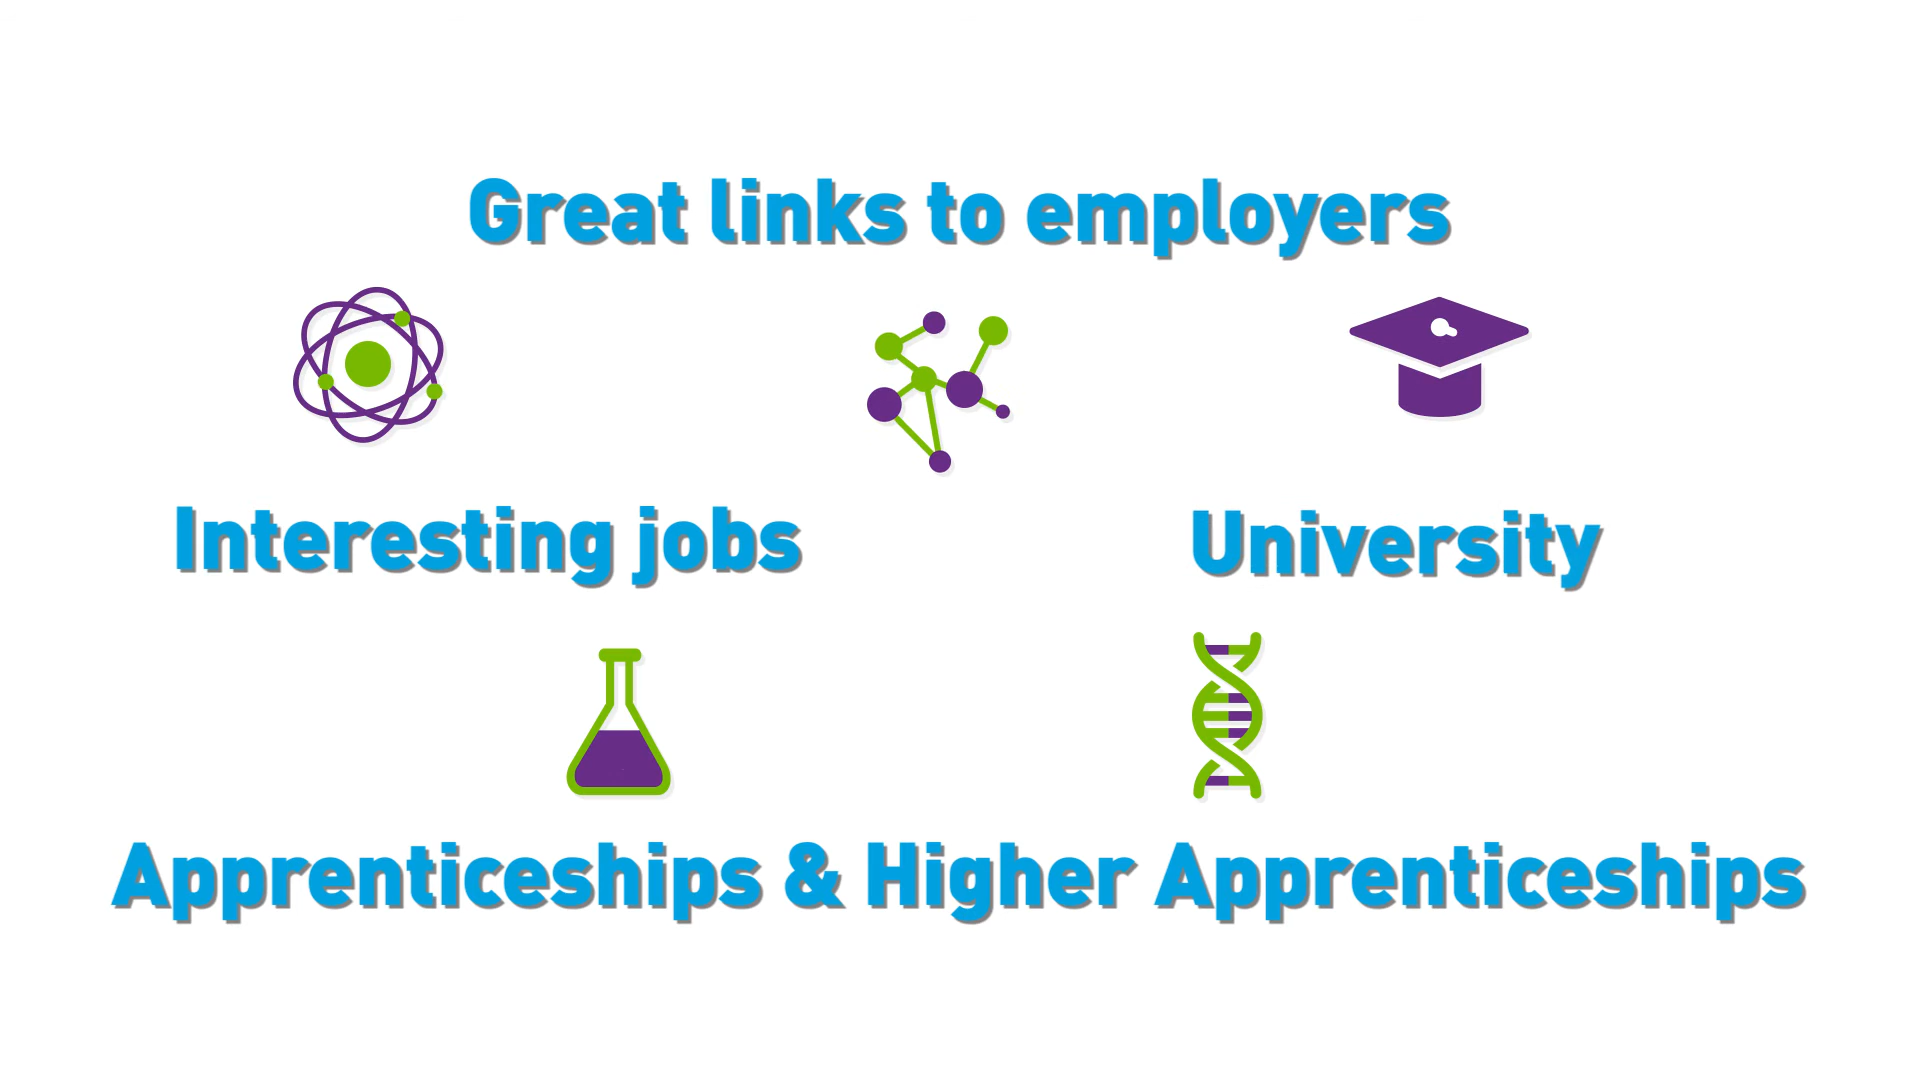 Great links to employers
Interesting jobs
University
Apprenticeships & Higher Apprenticeships